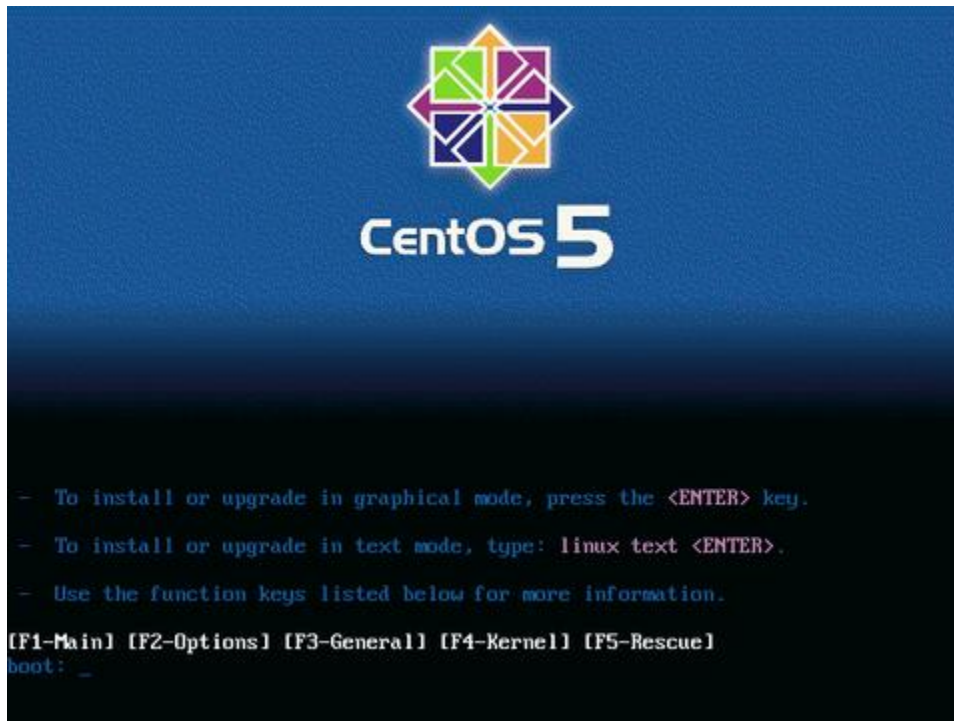 CentOS 5
- To install or upgrade in graphical mode, press the <ENTER> key.
- To install or upgrade in text mode, type: linux text <ENTER>.
- Use the function keys listed below for more information.
[F1-Main] [F2-Options] [F3-General] [F4-Kernel] [F5-Rescue]
boot: _